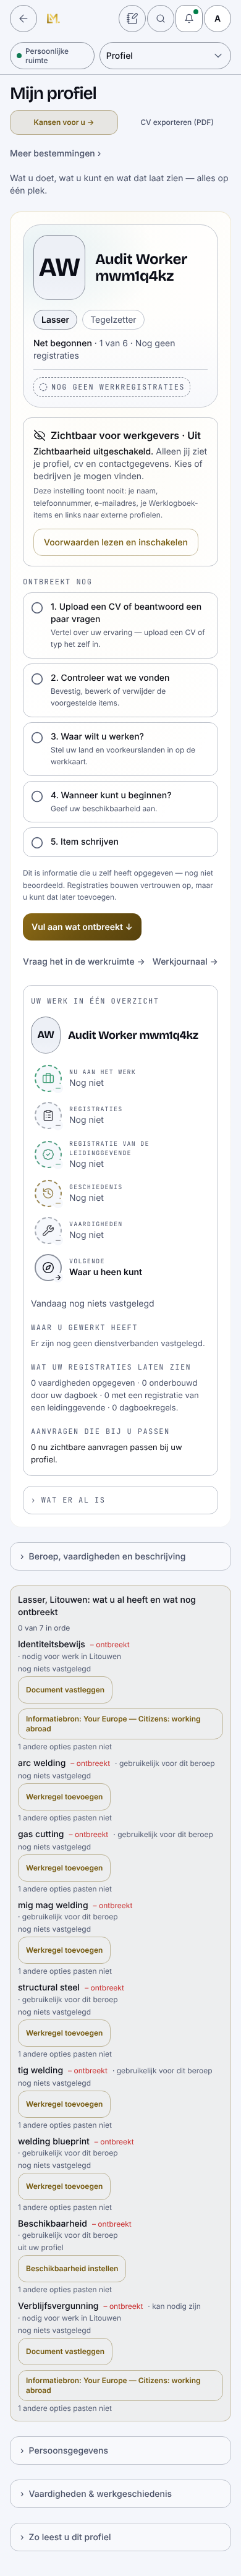 Persoonlijke
ruimte
Profiel
A
Mijn profiel
Kansen voor u →
CV exporteren (PDF)
Meer bestemmingen ›
Wat u doet, wat u kunt en wat dat laat zien — alles op
één plek.
AW
Audit Worker
mwm1q4kz
Lasser
Tegelzetter
Net begonnen · 1 van 6 · Nog geen
registraties
NOG GEEN WERKREGISTRATIES
Zichtbaar voor werkgevers · Uit
Zichtbaarheid uitgeschakeld. Alleen jij ziet
je profiel, cv en contactgegevens. Kies of
bedrijven je mogen vinden.
Deze instelling toont nooit: je naam,
telefoonnummer, e-mailadres, je Werklogboek-
items en links naar externe profielen.
Voorwaarden lezen en inschakelen
ONTBREEKT NOG
1. Upload een CV of beantwoord een
paar vragen
Vertel over uw ervaring — upload een CV of
typ het zelf in.
2. Controleer wat we vonden
Bevestig, bewerk of verwijder de
voorgestelde items.
3. Waar wilt u werken?
Stel uw land en voorkeurslanden in op de
werkkaart.
4. Wanneer kunt u beginnen?
Geef uw beschikbaarheid aan.
5. Item schrijven
Dit is informatie die u zelf heeft opgegeven — nog niet
beoordeeld. Registraties bouwen vertrouwen op, maar
u kunt dat later toevoegen.
Vul aan wat ontbreekt ↓
Vraag het in de werkruimte →
Werkjournaal →
UW WERK IN ÉÉN OVERZICHT
AW
Audit Worker mwm1q4kz
NU AAN HET WERK
Nog niet
REGISTRATIES
Nog niet
REGISTRATIE VAN DE
LEIDINGGEVENDE
Nog niet
GESCHIEDENIS
Nog niet
VAARDIGHEDEN
Nog niet
VOLGENDE
Waar u heen kunt
Vandaag nog niets vastgelegd
WAAR U GEWERKT HEEFT
Er zijn nog geen dienstverbanden vastgelegd.
WAT UW REGISTRATIES LATEN ZIEN
0 vaardigheden opgegeven · 0 onderbouwd
door uw dagboek · 0 met een registratie van
een leidinggevende · 0 dagboekregels.
AANVRAGEN DIE BIJ U PASSEN
0 nu zichtbare aanvragen passen bij uw
profiel.
› WAT ER AL IS
› Beroep, vaardigheden en beschrijving
Lasser, Litouwen: wat u al heeft en wat nog
ontbreekt
0 van 7 in orde
Identiteitsbewijs – ontbreekt
· nodig voor werk in Litouwen
nog niets vastgelegd
Document vastleggen
Informatiebron: Your Europe — Citizens: working
abroad
1 andere opties pasten niet
arc welding – ontbreekt · gebruikelijk voor dit beroep
nog niets vastgelegd
Werkregel toevoegen
1 andere opties pasten niet
gas cutting – ontbreekt · gebruikelijk voor dit beroep
nog niets vastgelegd
Werkregel toevoegen
1 andere opties pasten niet
mig mag welding – ontbreekt
· gebruikelijk voor dit beroep
nog niets vastgelegd
Werkregel toevoegen
1 andere opties pasten niet
structural steel – ontbreekt
· gebruikelijk voor dit beroep
nog niets vastgelegd
Werkregel toevoegen
1 andere opties pasten niet
tig welding – ontbreekt · gebruikelijk voor dit beroep
nog niets vastgelegd
Werkregel toevoegen
1 andere opties pasten niet
welding blueprint – ontbreekt
· gebruikelijk voor dit beroep
nog niets vastgelegd
Werkregel toevoegen
1 andere opties pasten niet
Beschikbaarheid – ontbreekt
· gebruikelijk voor dit beroep
uit uw profiel
Beschikbaarheid instellen
1 andere opties pasten niet
Verblijfsvergunning – ontbreekt · kan nodig zijn
· nodig voor werk in Litouwen
nog niets vastgelegd
Document vastleggen
Informatiebron: Your Europe — Citizens: working
abroad
1 andere opties pasten niet
› Persoonsgegevens
› Vaardigheden & werkgeschiedenis
› Zo leest u dit profiel